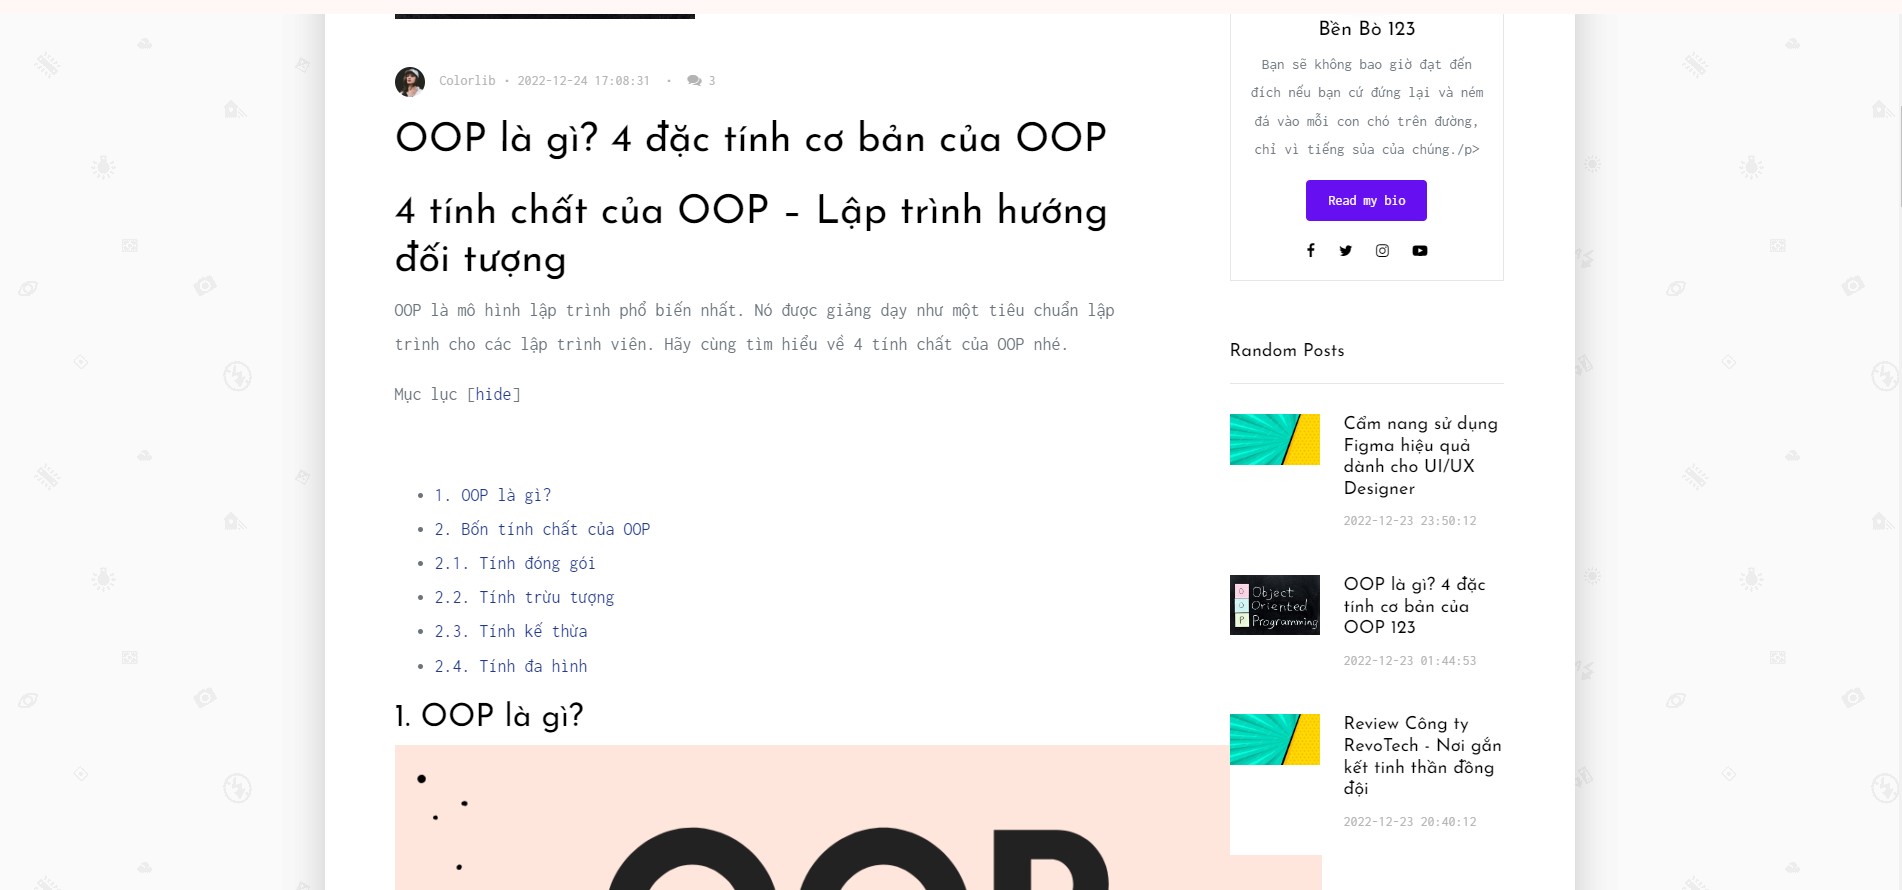 Colorlib • 2022-12-24 17:08:31 • 3
OOP là gì? 4 đặc tính cơ bản của OOP
4 tính chất của OOP – Lập trình hướng
đối tượng
OOP là mô hình lập trình phổ biến nhất. Nó được giảng dạy như một tiêu chuẩn lập
trình cho các lập trình viên. Hãy cùng tìm hiểu về 4 tính chất của OOP nhé.
Mục lục [hide]
• 1. OOP là gì?
• 2. Bốn tính chất của OOP
• 2.1. Tính đóng gói
• 2.2. Tính trừu tượng
• 2.3. Tính kế thừa
• 2.4. Tính đa hình
1. OOP là gì?
OOP
Bền Bò 123
Bạn sẽ không bao giờ đạt đến
đích nếu bạn cứ đứng lại và ném
đá vào mỗi con chó trên đường,
chỉ vì tiếng sủa của chúng./p>
Read my bio
Random Posts
Cẩm nang sử dụng
Figma hiệu quả
dành cho UI/UX
Designer
2022-12-23 23:50:12
O Object
O Oriented
P Programming
OOP là gì? 4 đặc
tính cơ bản của
OOP 123
2022-12-23 01:44:53
Review Công ty
RevoTech - Nơi gắn
kết tinh thần đồng
đội
2022-12-23 20:40:12